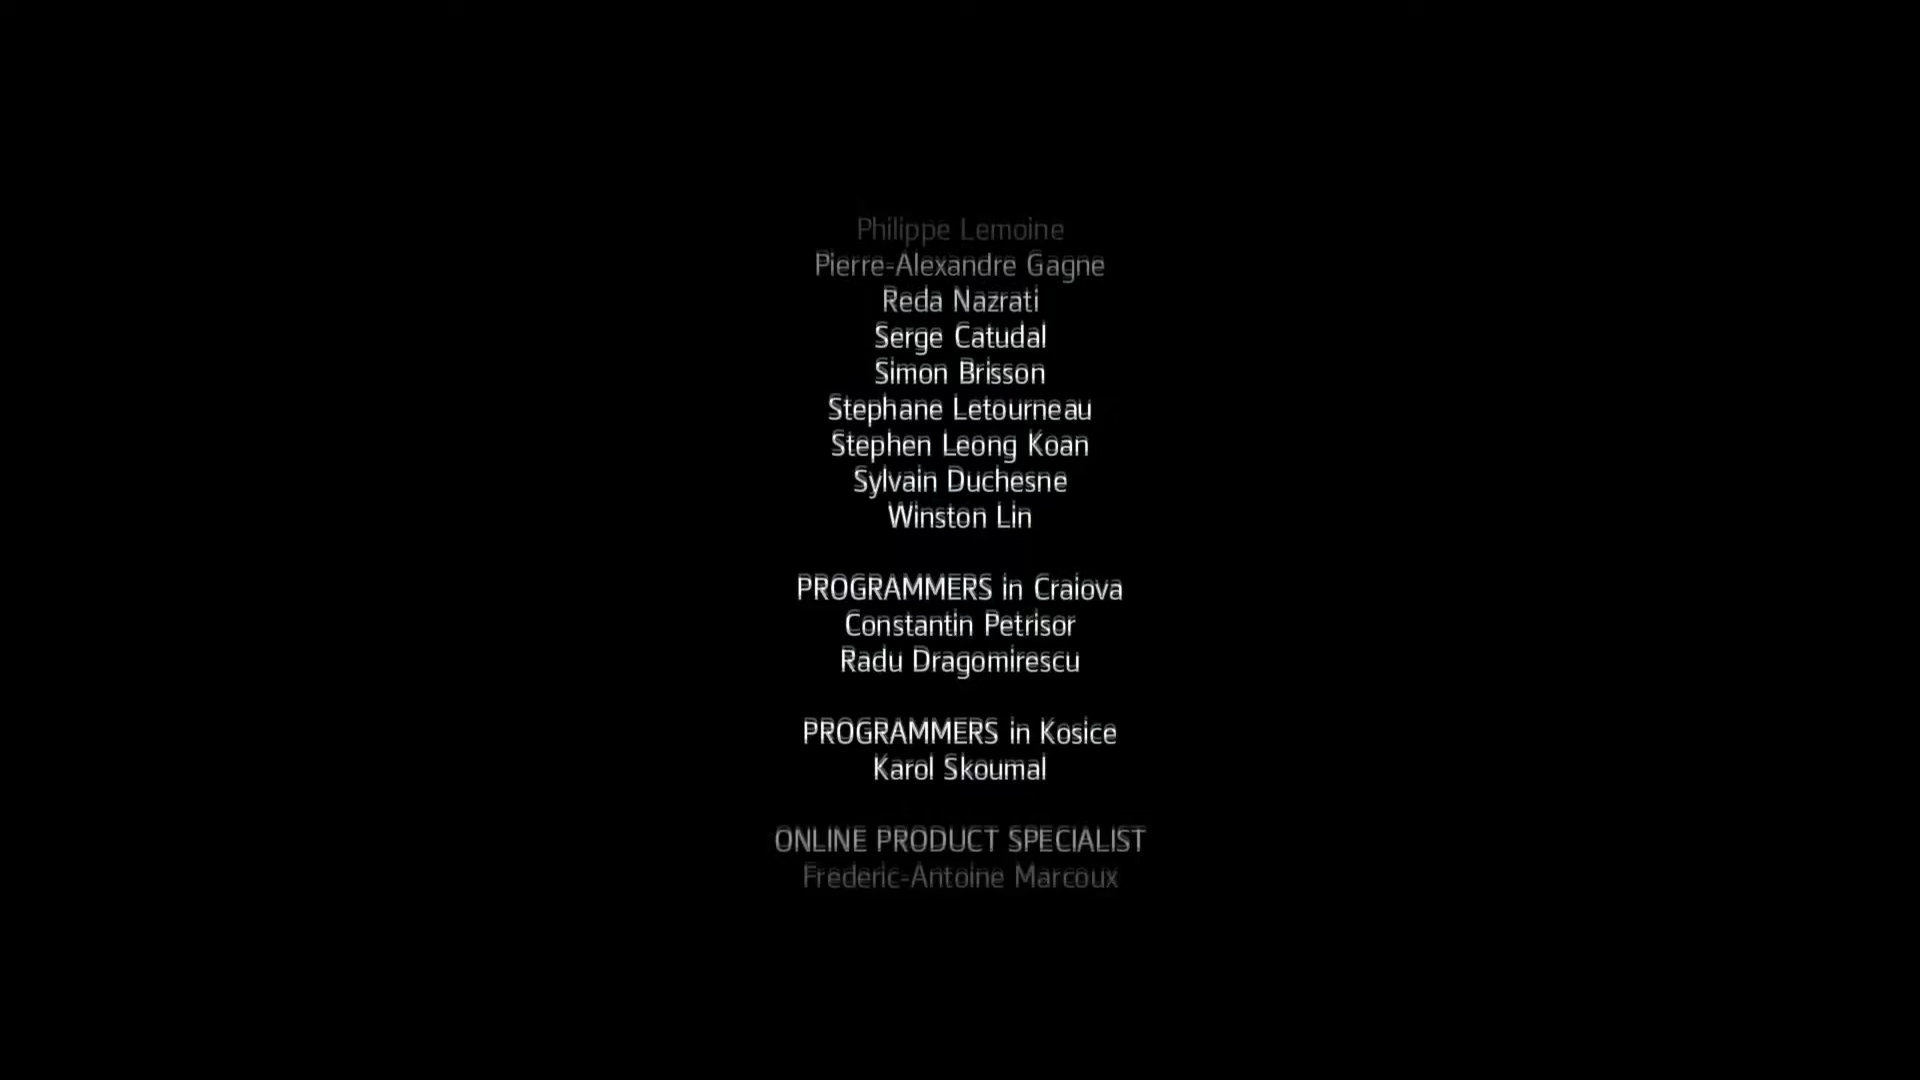 Philippe Lemoine
Pierre-Alexandre Gagne
Reda Nazrati
Serge Catudal
Simon Brisson
Stephane Letourneau
Stephen Leong Koan
Sylvain Duchesne
Winston Lin
PROGRAMMERS in Craiova
Constantin Petrisor
Radu Dragomirescu
PROGRAMMERS in Kosice
Karol Skoumal
ONLINE PRODUCT SPECIALIST
Frederic-Antoine Marcoux